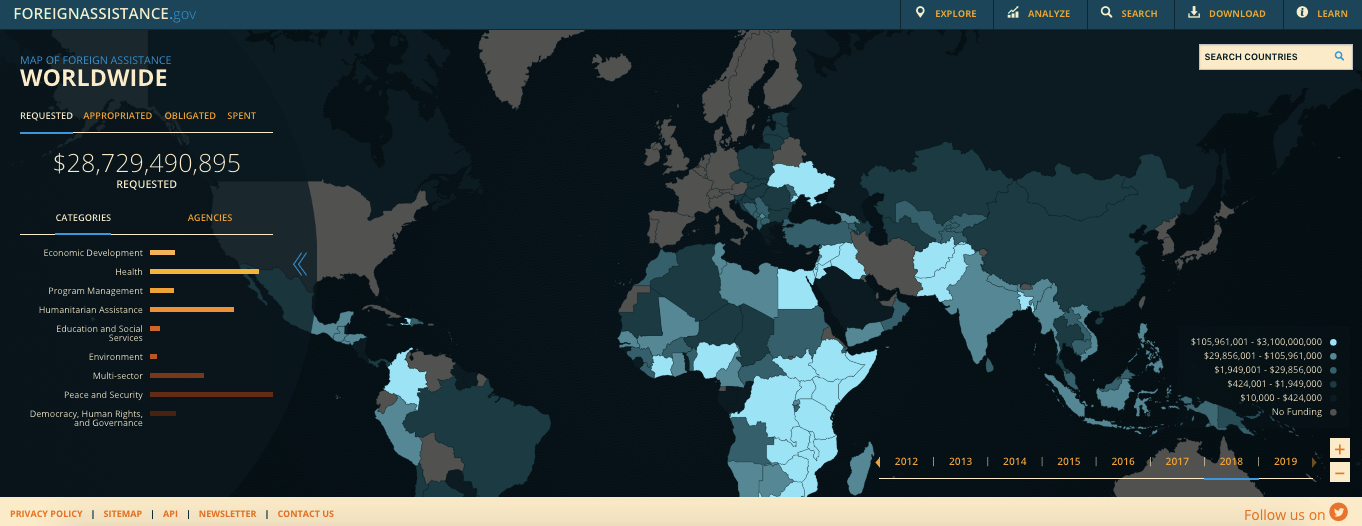 FOREIGNASSISTANCE.gov
EXPLORE
ANALYZE
SEARCH
DOWNLOAD
LEARN
MAP OF FOREIGN ASSISTANCE
WORLDWIDE
SEARCH COUNTRIES
REQUESTED APPROPRIATED OBLIGATED SPENT
$28,729,490,895
REQUESTED
CATEGORIES AGENCIES
Economic Development
Health
Program Management
Humanitarian Assistance
Education and Social
Services
Environment
Multi-sector
Peace and Security
Democracy, Human Rights,
and Governance
$105,961,001 - $3,100,000,000
$29,856,001 - $105,961,000
$1,949,001 - $29,856,000
$424,001 - $1,949,000
$10,000 - $424,000
No Funding
2012 | 2013 | 2014 | 2015 | 2016 | 2017 | 2018 | 2019
+
−
PRIVACY POLICY | SITEMAP | API | NEWSLETTER | CONTACT US
Follow us on